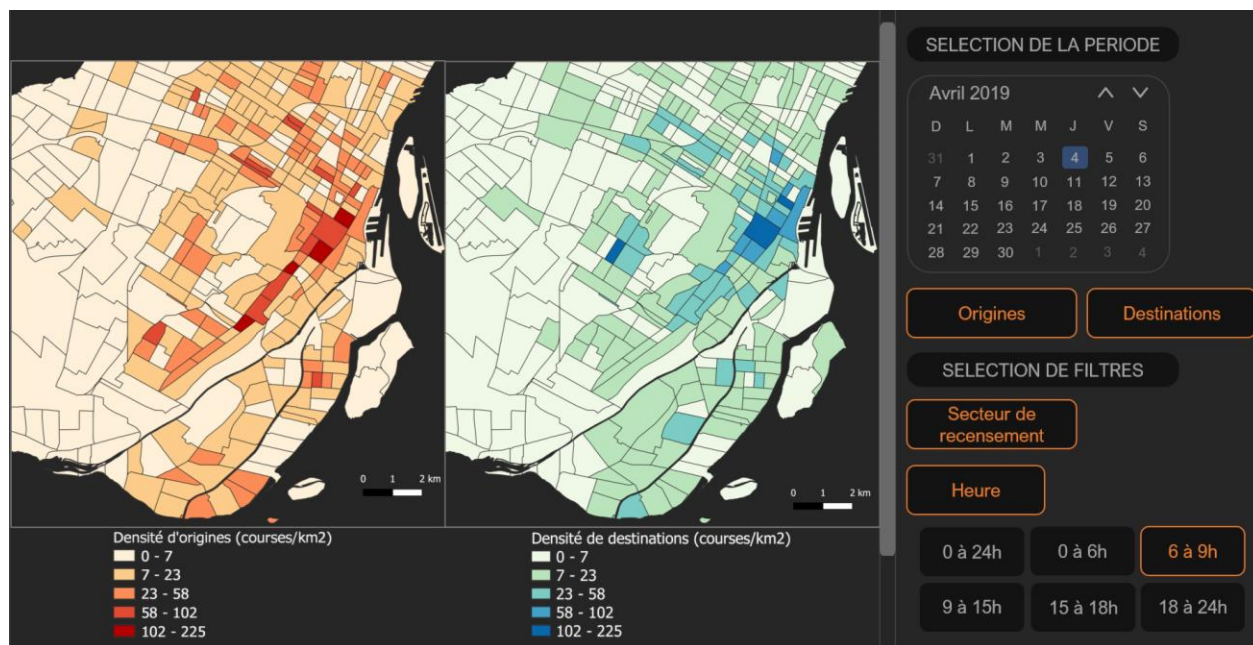 0 1 2 km
Densité d'origines (courses/km2)
0 - 7
7 - 23
23 - 58
58 - 102
102 - 225
0 1 2 km
Densité de destinations (courses/km2)
0 - 7
7 - 23
23 - 58
58 - 102
102 - 225
SELECTION DE LA PERIODE
Avril 2019
D L M M J V S
31 1 2 3 4 5 6
7 8 9 10 11 12 13
14 15 16 17 18 19 20
21 22 23 24 25 26 27
28 29 30 1 2 3 4
Origines Destinations
SELECTION DE FILTRES
Secteur de
recensement
Heure
0 à 24h 0 à 6h 6 à 9h
9 à 15h 15 à 18h 18 à 24h